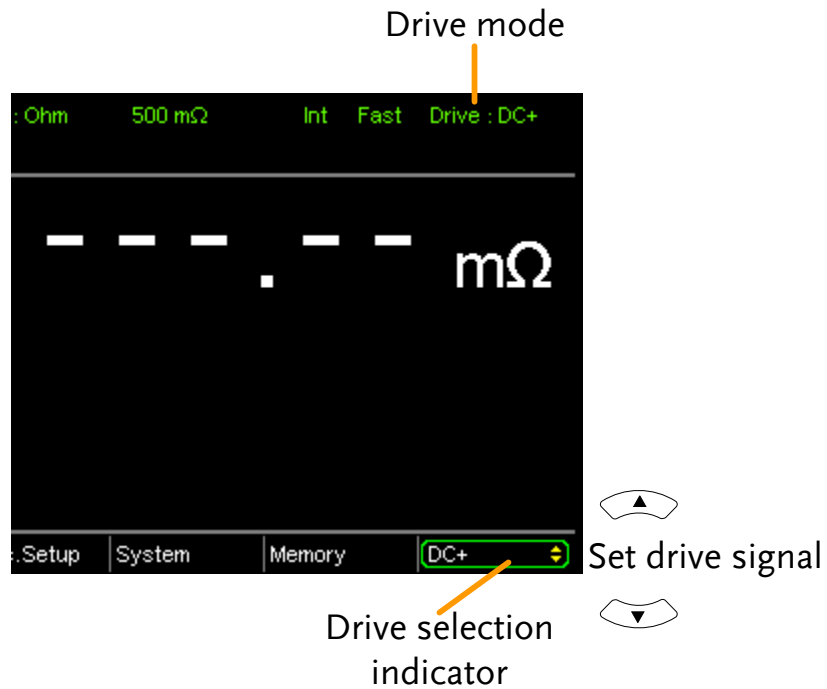 Drive mode
: Ohm 500 mΩ Int Fast Drive : DC+
– – – . – – mΩ
.Setup System Memory DC+
Set drive signal
Drive selection
indicator